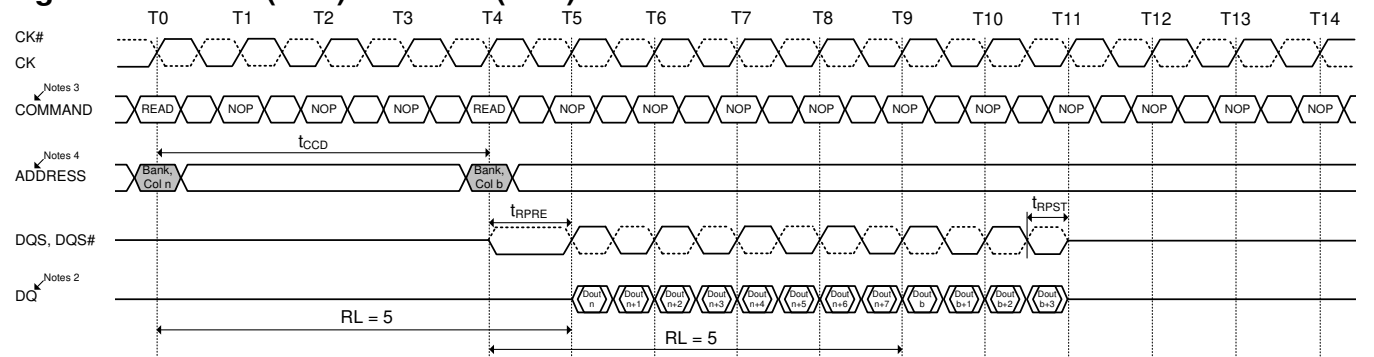 T0 T1 T2 T3 T4 T5 T6 T7 T8 T9 T10 T11 T12 T13 T14
CK#
CK
Notes 3
COMMAND
READ NOP NOP NOP READ NOP NOP NOP NOP NOP NOP NOP NOP NOP NOP
tCCD
Notes 4
ADDRESS
Bank,
Col n
Bank,
Col b
tRPRE
tRPST
DQS, DQS#
Notes 2
DQ
Dout
n
Dout
n+1
Dout
n+2
Dout
n+3
Dout
n+4
Dout
n+5
Dout
n+6
Dout
n+7
Dout
b
Dout
b+1
Dout
b+2
Dout
b+3
RL = 5
RL = 5